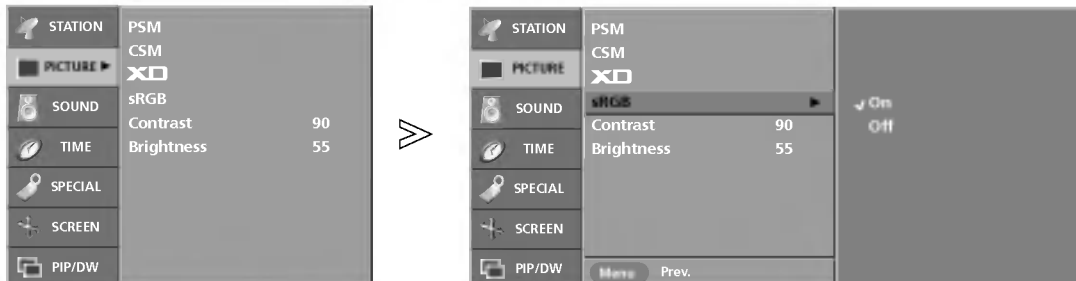 STATION
PICTURE ▶
SOUND
TIME
SPECIAL
SCREEN
PIP/DW
PSM
CSM
XD
sRGB
Contrast 90
Brightness 55
STATION
PICTURE
SOUND
TIME
SPECIAL
SCREEN
PIP/DW
PSM
CSM
XD
sRGB ▶
Contrast 90
Brightness 55
Menu Prev.
✓ On
Off